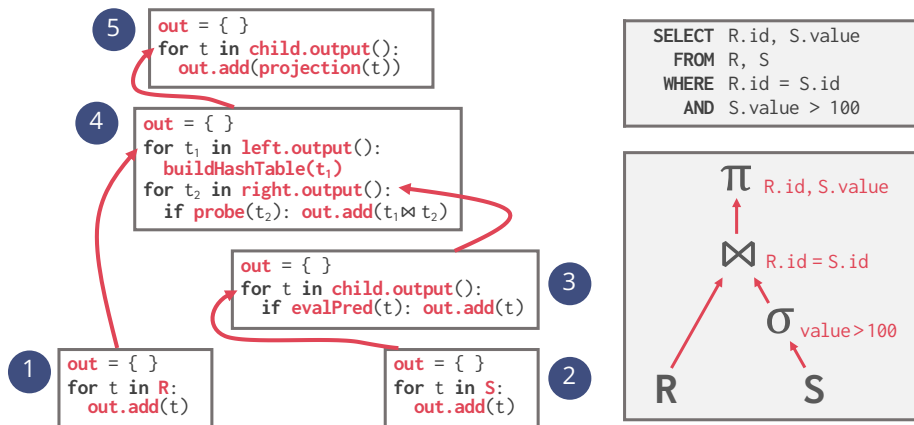 5
out = { }
for t in child.output():
out.add(projection(t))
4
out = { }
for t₁ in left.output():
buildHashTable(t₁)
for t₂ in right.output():
if probe(t₂): out.add(t₁⋈ t₂)
3
out = { }
for t in child.output():
if evalPred(t): out.add(t)
1
out = { }
for t in R:
out.add(t)
2
out = { }
for t in S:
out.add(t)
SELECT R.id, S.value
FROM R, S
WHERE R.id = S.id
AND S.value > 100
π R.id, S.value
⋈ R.id = S.id
σ value>100
R S